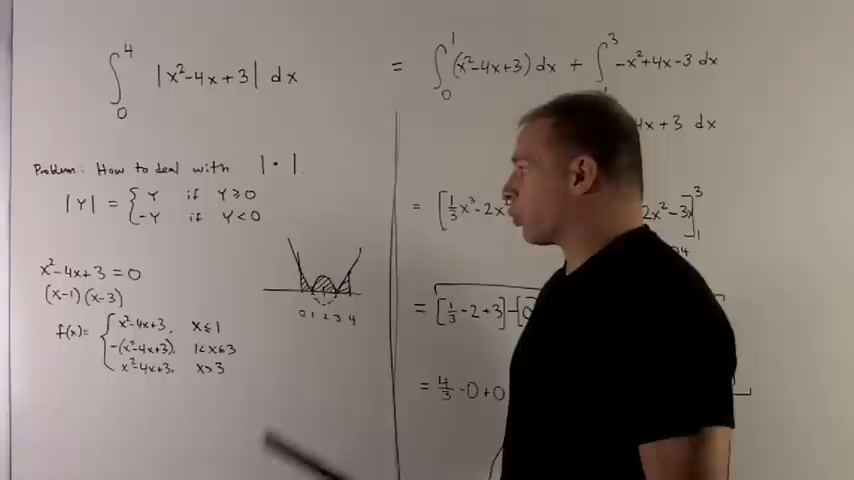 ∫₀⁴ |x²-4x+3| dx
Problem: How to deal with |·|.
|Y| = { Y if Y≥0
-Y if Y<0
x²-4x+3=0
(x-1)(x-3)
f(x)= { x²-4x+3, x≤1
-(x²-4x+3), 1<x≤3
x²-4x+3, x>3
0 1 2 3 4
= ∫₀¹ (x²-4x+3) dx + ∫₁³ -x²+4x-3 dx
4x+3 dx
= [⅓x³-2x² 2x²-3x]₁³
= [⅓-2+3]-[0
= 4/3 -0+0